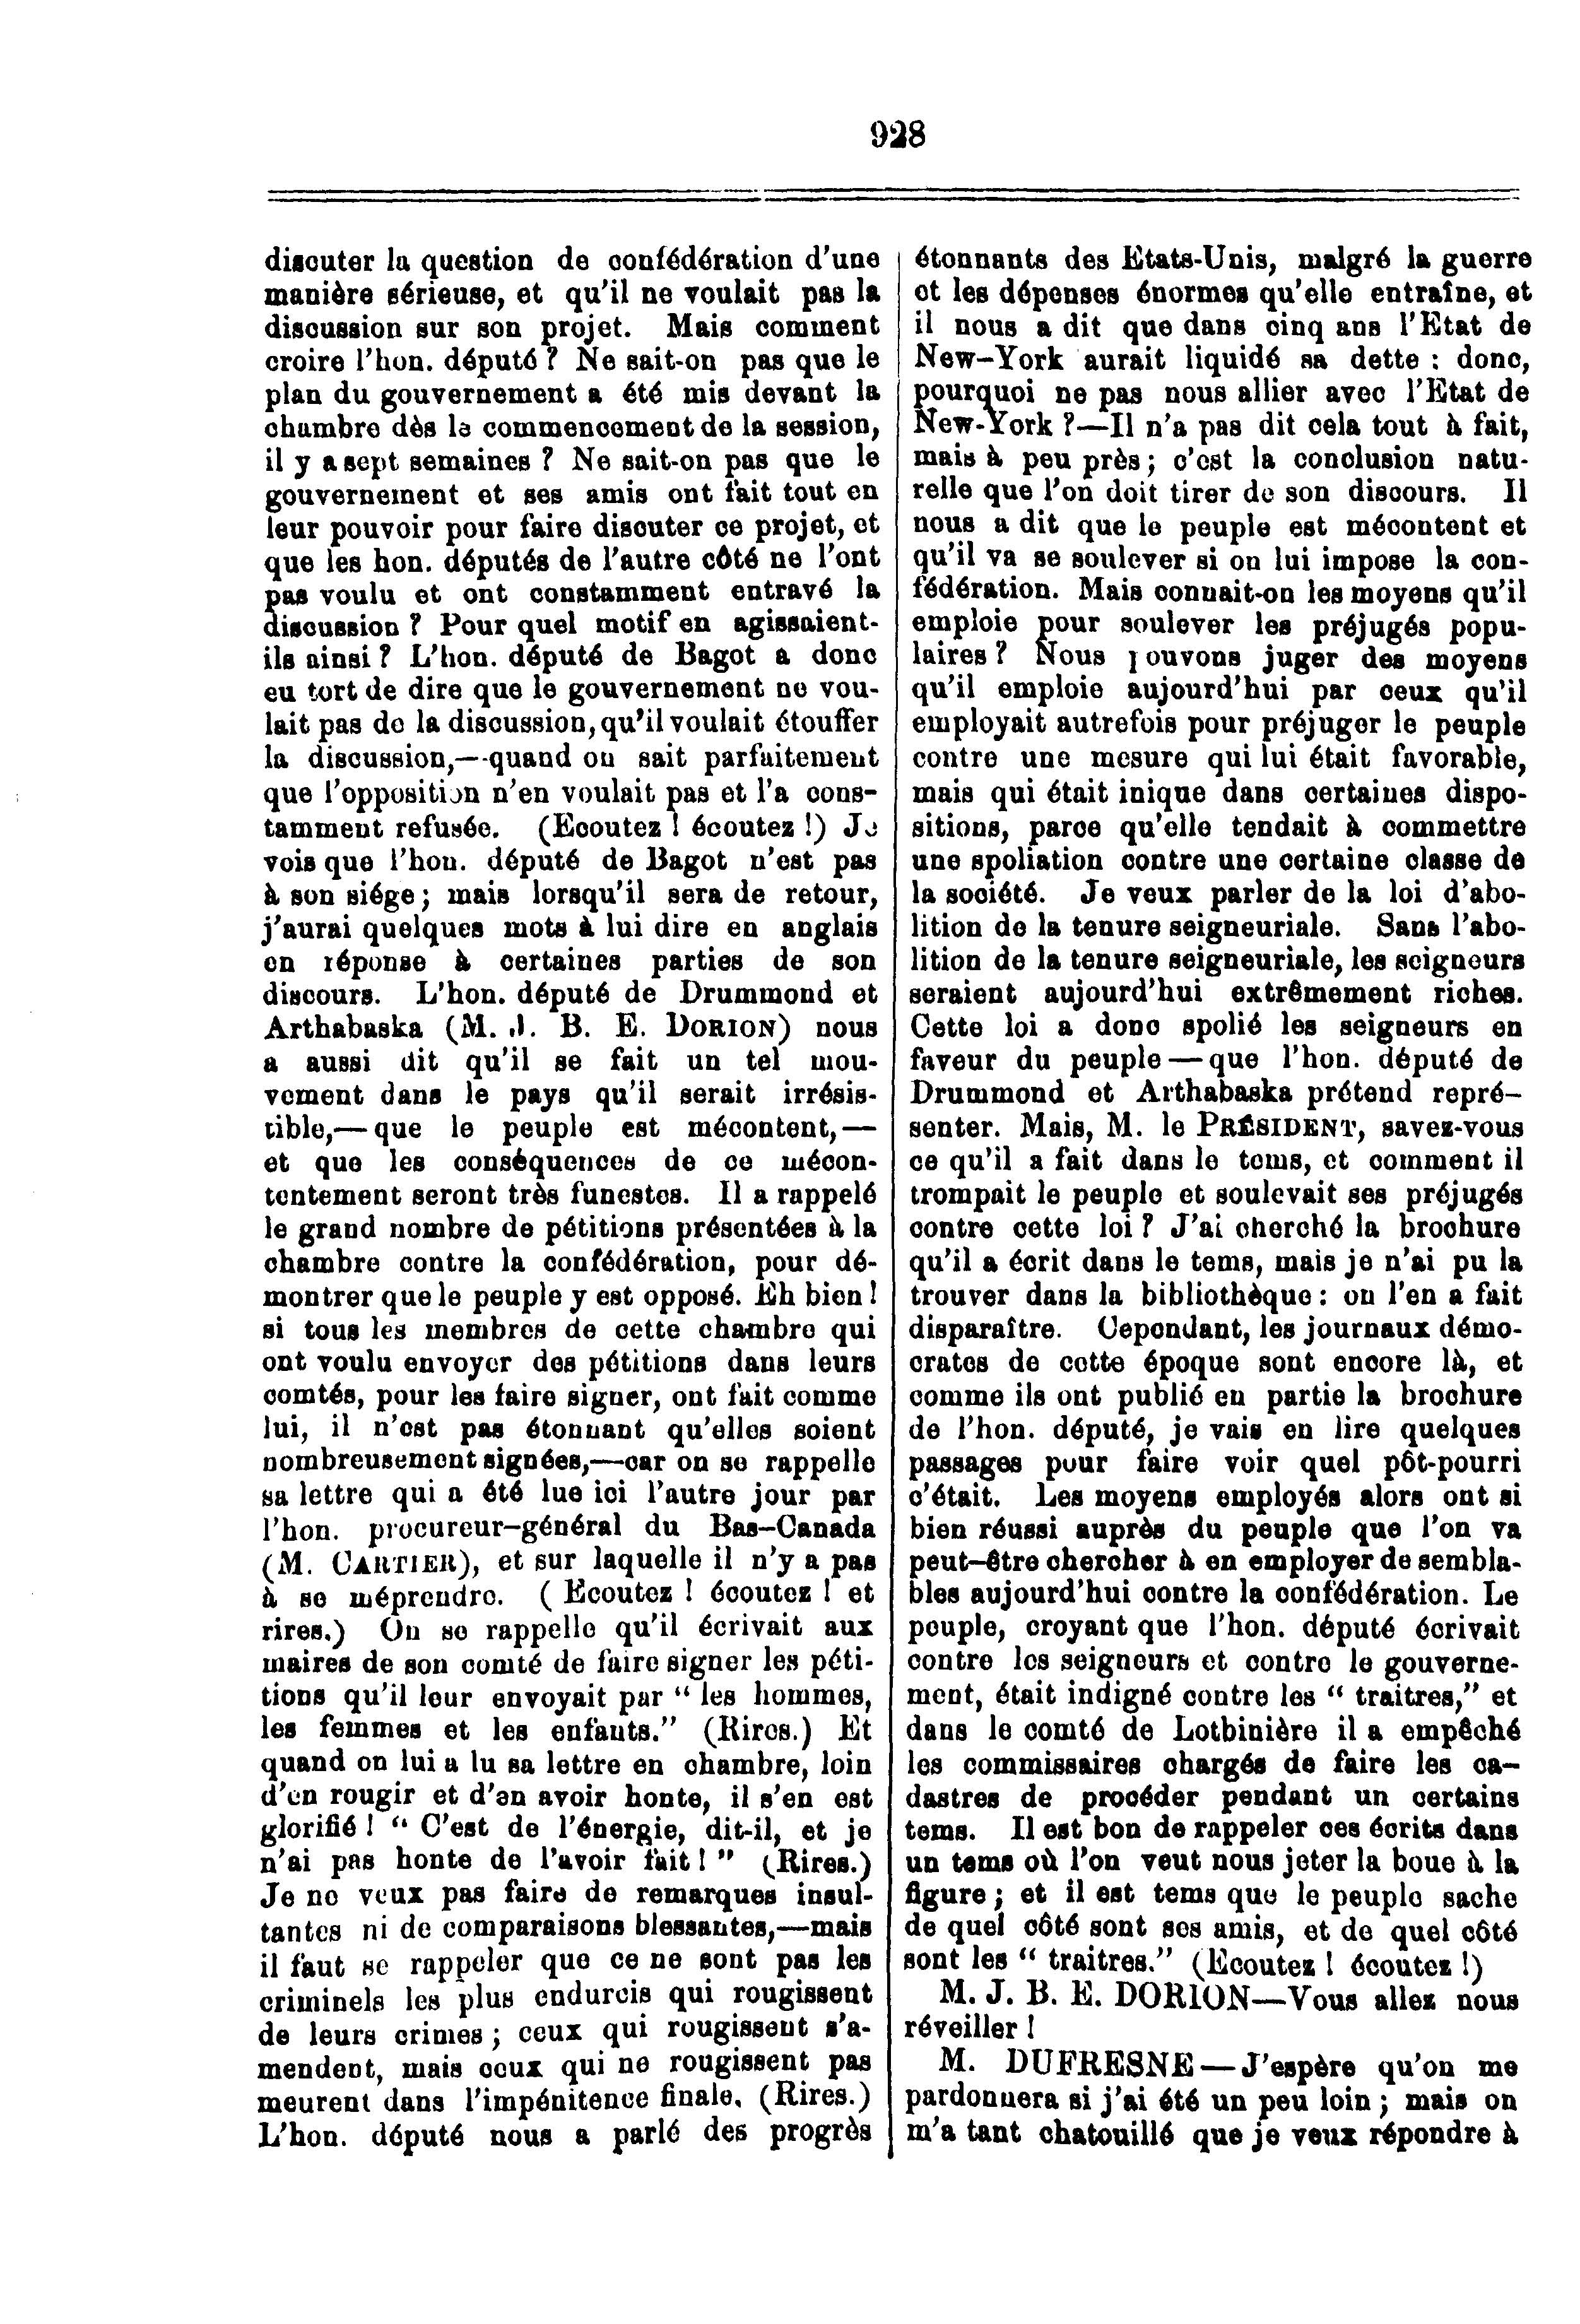 928
discuter la question de confédération d'une
manière sérieuse, et qu'il ne voulait pas la
discussion sur son projet. Mais comment
croire l'hon. député ? Ne sait-on pas que le
plan du gouvernement a été mis devant la
chambre dès le commencement de la session,
il y a sept semaines ? Ne sait-on pas que le
gouvernement et ses amis ont fait tout en
leur pouvoir pour faire discuter ce projet, et
que les hon. députés de l'autre côté ne l'ont
pas voulu et ont constamment entravé la
discussion ? Pour quel motif en agissaient-
ils ainsi ? L'hon. député de Bagot a donc
eu tort de dire que le gouvernement ne vou-
lait pas de la discussion, qu'il voulait étouffer
la discussion,—quand on sait parfaitement
que l'opposition n'en voulait pas et l'a cons-
tamment refusée. (Ecoutez ! écoutez !) Je
vois que l'hon. député de Bagot n'est pas
à son siége ; mais lorsqu'il sera de retour,
j'aurai quelques mots à lui dire en anglais
en réponse à certaines parties de son
discours. L'hon. député de Drummond et
Arthabaska (M. J. B. E. DORION) nous
a aussi dit qu'il se fait un tel mou-
vement dans le pays qu'il serait irrésis-
tible,— que le peuple est mécontent,—
et que les conséquences de ce mécon-
tentement seront très funestes. Il a rappelé
le grand nombre de pétitions présentées à la
chambre contre la confédération, pour dé-
montrer que le peuple y est opposé. Eh bien !
si tous les membres de cette chambre qui
ont voulu envoyer des pétitions dans leurs
comtés, pour les faire signer, ont fait comme
lui, il n'est pas étonnant qu'elles soient
nombreusement signées,—car on se rappelle
sa lettre qui a été lue ici l'autre jour par
l'hon. procureur-général du Bas-Canada
(M. CARTIER), et sur laquelle il n'y a pas
à se méprendre. ( Ecoutez ! écoutez ! et
rires.) On se rappelle qu'il écrivait aux
maires de son comté de faire signer les péti-
tions qu'il leur envoyait par “ les hommes,
les femmes et les enfants.” (Rires.) Et
quand on lui a lu sa lettre en chambre, loin
d'en rougir et d'en avoir honte, il s'en est
glorifié ! “ C'est de l'énergie, dit-il, et je
n'ai pas honte de l'avoir fait ! ” (Rires.)
Je ne veux pas faire de remarques insul-
tantes ni de comparaisons blessantes,—mais
il faut se rappeler que ce ne sont pas les
criminels les plus endurcis qui rougissent
de leurs crimes ; ceux qui rougissent s'a-
mendent, mais ceux qui ne rougissent pas
meurent dans l'impénitence finale. (Rires.)
L'hon. député nous a parlé des progrès
étonnants des Etats-Unis, malgré la guerre
et les dépenses énormes qu'elle entraîne, et
il nous a dit que dans cinq ans l'Etat de
New-York aurait liquidé sa dette : donc,
pourquoi ne pas nous allier avec l'Etat de
New-York ?—Il n'a pas dit cela tout à fait,
mais à peu près ; c'est la conclusion natu-
relle que l'on doit tirer de son discours. Il
nous a dit que le peuple est mécontent et
qu'il va se soulever si on lui impose la con-
fédération. Mais connait-on les moyens qu'il
emploie pour soulever les préjugés popu-
laires ? Nous pouvons juger des moyens
qu'il emploie aujourd'hui par ceux qu'il
employait autrefois pour préjuger le peuple
contre une mesure qui lui était favorable,
mais qui était inique dans certaines dispo-
sitions, parce qu'elle tendait à commettre
une spoliation contre une certaine classe de
la société. Je veux parler de la loi d'abo-
lition de la tenure seigneuriale. Sans l'abo-
lition de la tenure seigneuriale, les seigneurs
seraient aujourd'hui extrêmement riches.
Cette loi a donc spolié les seigneurs en
faveur du peuple — que l'hon. député de
Drummond et Arthabaska prétend repré-
senter. Mais, M. le PRÉSIDENT, savez-vous
ce qu'il a fait dans le tems, et comment il
trompait le peuple et soulevait ses préjugés
contre cette loi ? J'ai cherché la brochure
qu'il a écrit dans le tems, mais je n'ai pu la
trouver dans la bibliothèque : on l'en a fait
disparaître. Cependant, les journaux démo-
crates de cette époque sont encore là, et
comme ils ont publié en partie la brochure
de l'hon. député, je vais en lire quelques
passages pour faire voir quel pôt-pourri
c'était. Les moyens employés alors ont si
bien réussi auprès du peuple que l'on va
peut-être chercher à en employer de sembla-
bles aujourd'hui contre la confédération. Le
peuple, croyant que l'hon. député écrivait
contre les seigneurs et contre le gouverne-
ment, était indigné contre les “ traitres,” et
dans le comté de Lotbinière il a empêché
les commissaires chargés de faire les ca-
dastres de procéder pendant un certains
tems. Il est bon de rappeler ces écrits dans
un tems où l'on veut nous jeter la boue à la
figure ; et il est tems que le peuple sache
de quel côté sont ses amis, et de quel côté
sont les “ traitres.” (Ecoutez ! écoutez !)
M. J. B. E. DORION—Vous allez nous
réveiller !
M. DUFRESNE — J'espère qu'on me
pardonnera si j'ai été un peu loin ; mais on
m'a tant chatouillé que je veux répondre à